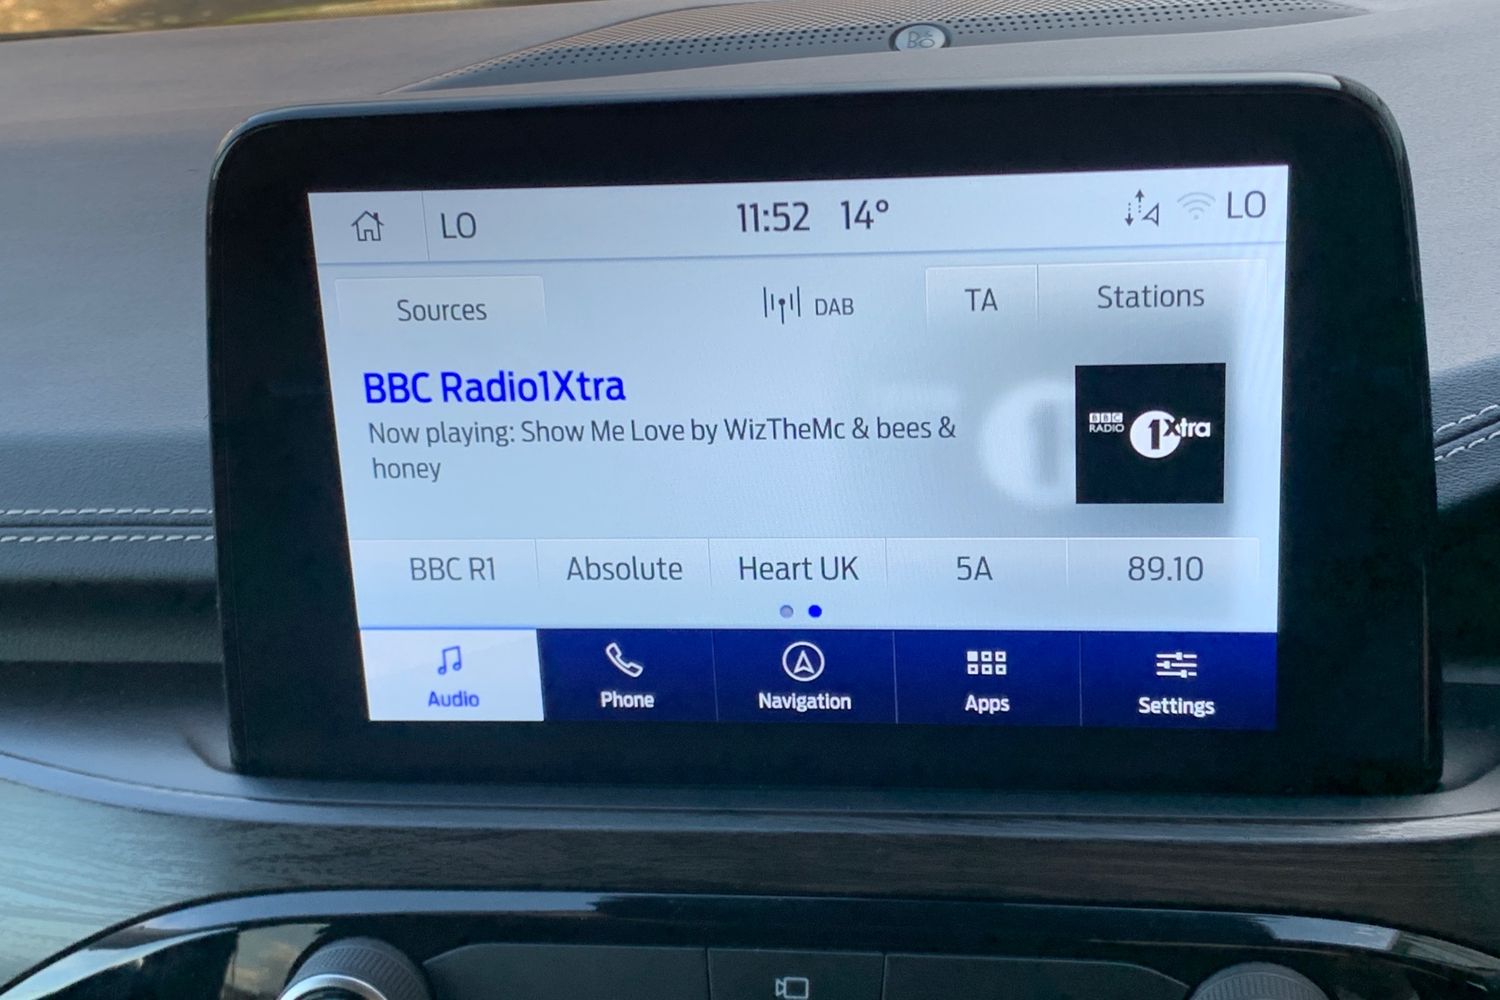 B&O
LO
11:52 14°
LO
Sources
DAB
TA
Stations
BBC Radio1Xtra
Now playing: Show Me Love by WizTheMc & bees &
honey
BBC
RADIO
1Xtra
BBC R1
Absolute
Heart UK
5A
89.10
Audio
Phone
Navigation
Apps
Settings